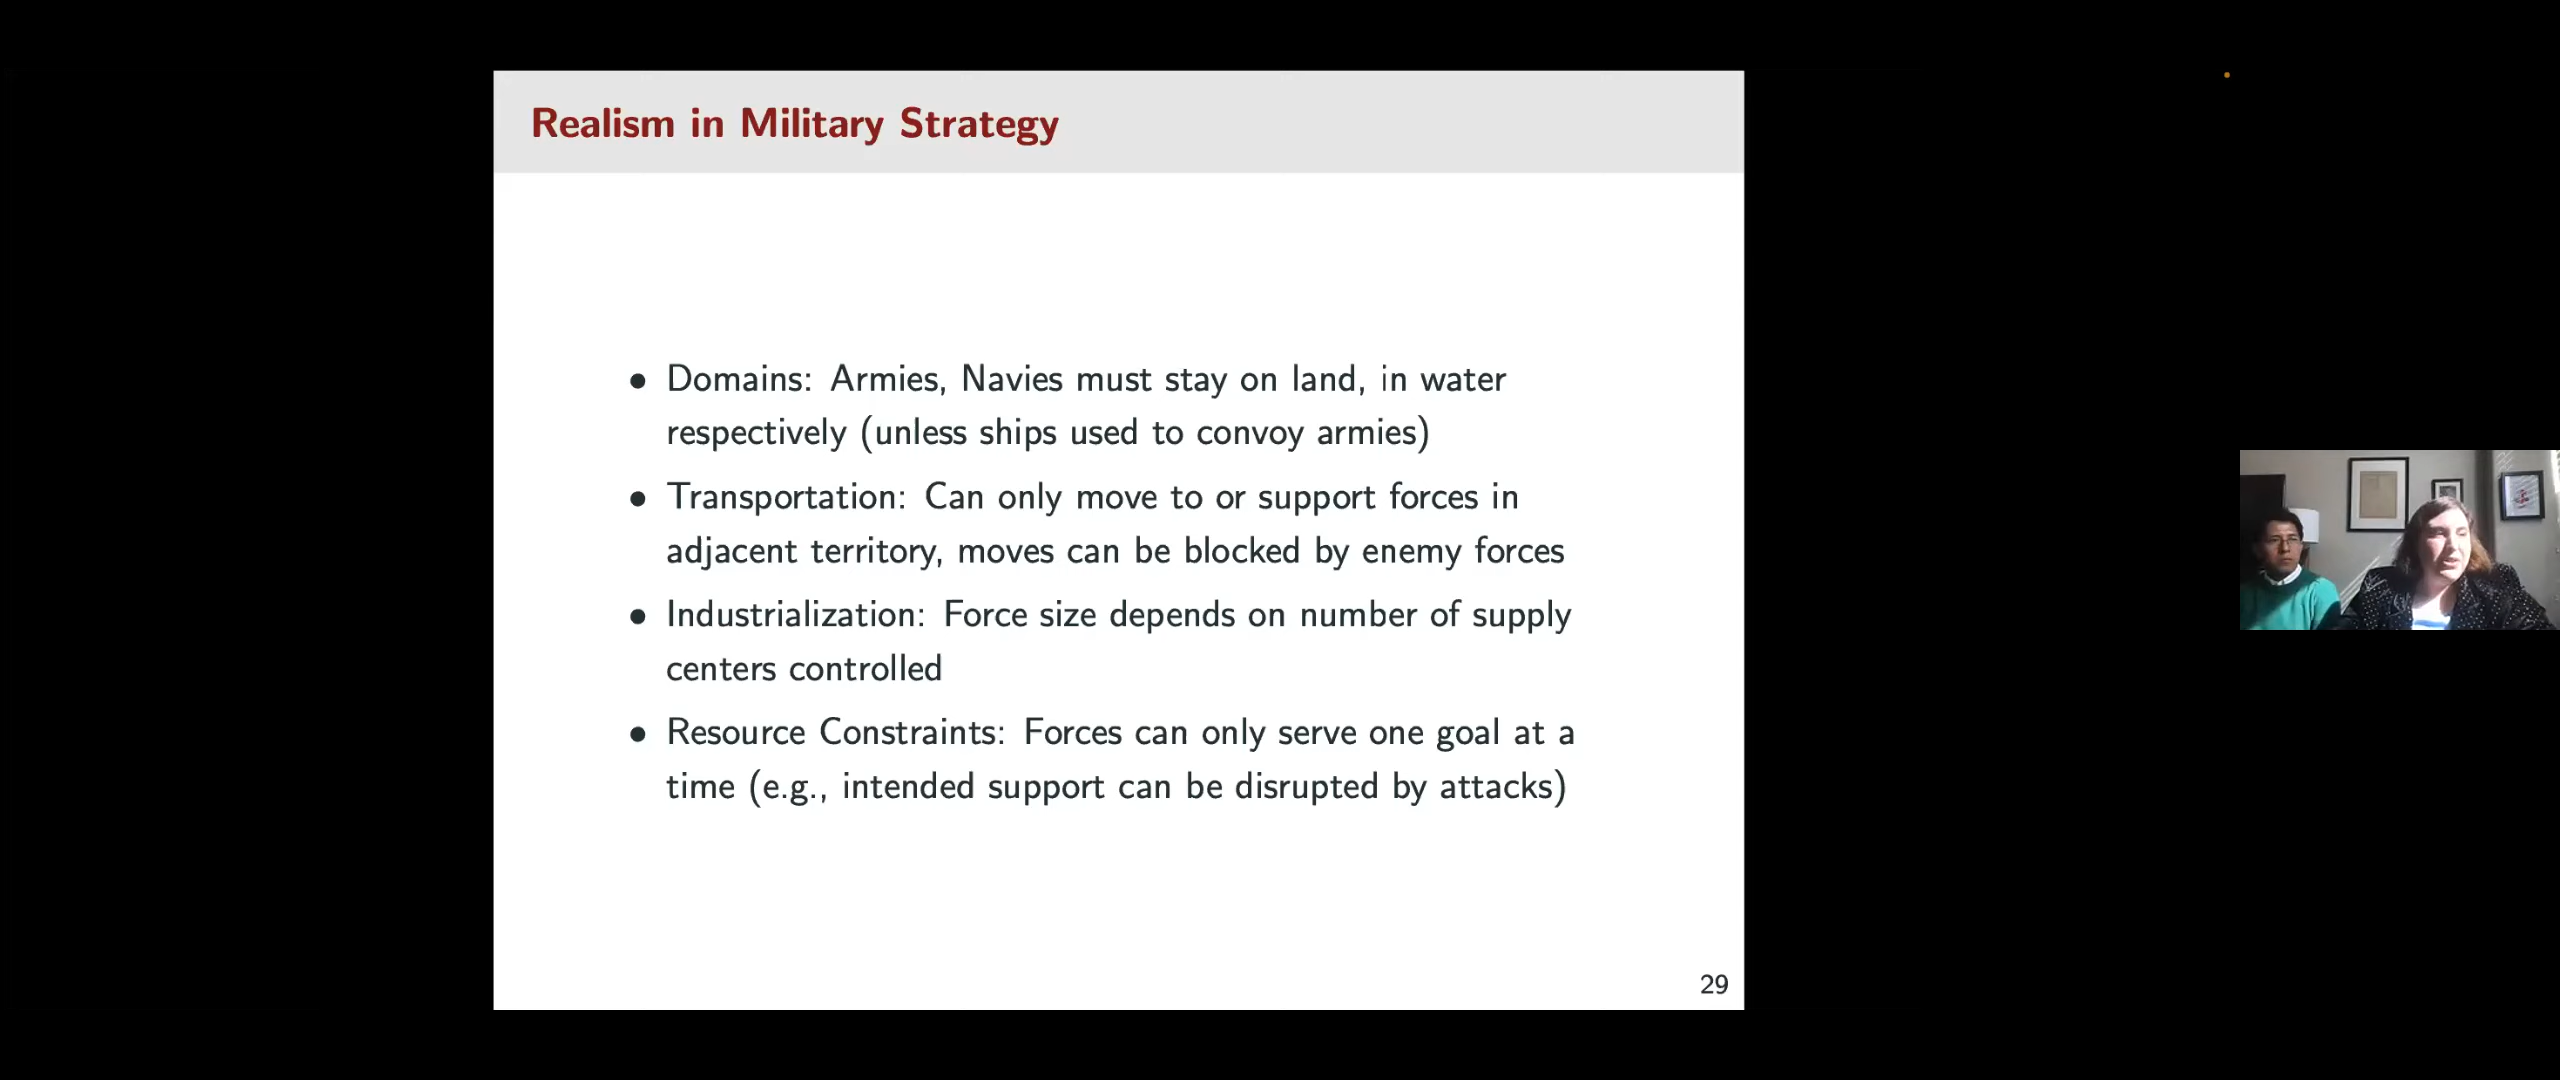 Realism in Military Strategy
• Domains: Armies, Navies must stay on land, in water
respectively (unless ships used to convoy armies)
• Transportation: Can only move to or support forces in
adjacent territory, moves can be blocked by enemy forces
• Industrialization: Force size depends on number of supply
centers controlled
• Resource Constraints: Forces can only serve one goal at a
time (e.g., intended support can be disrupted by attacks)
29